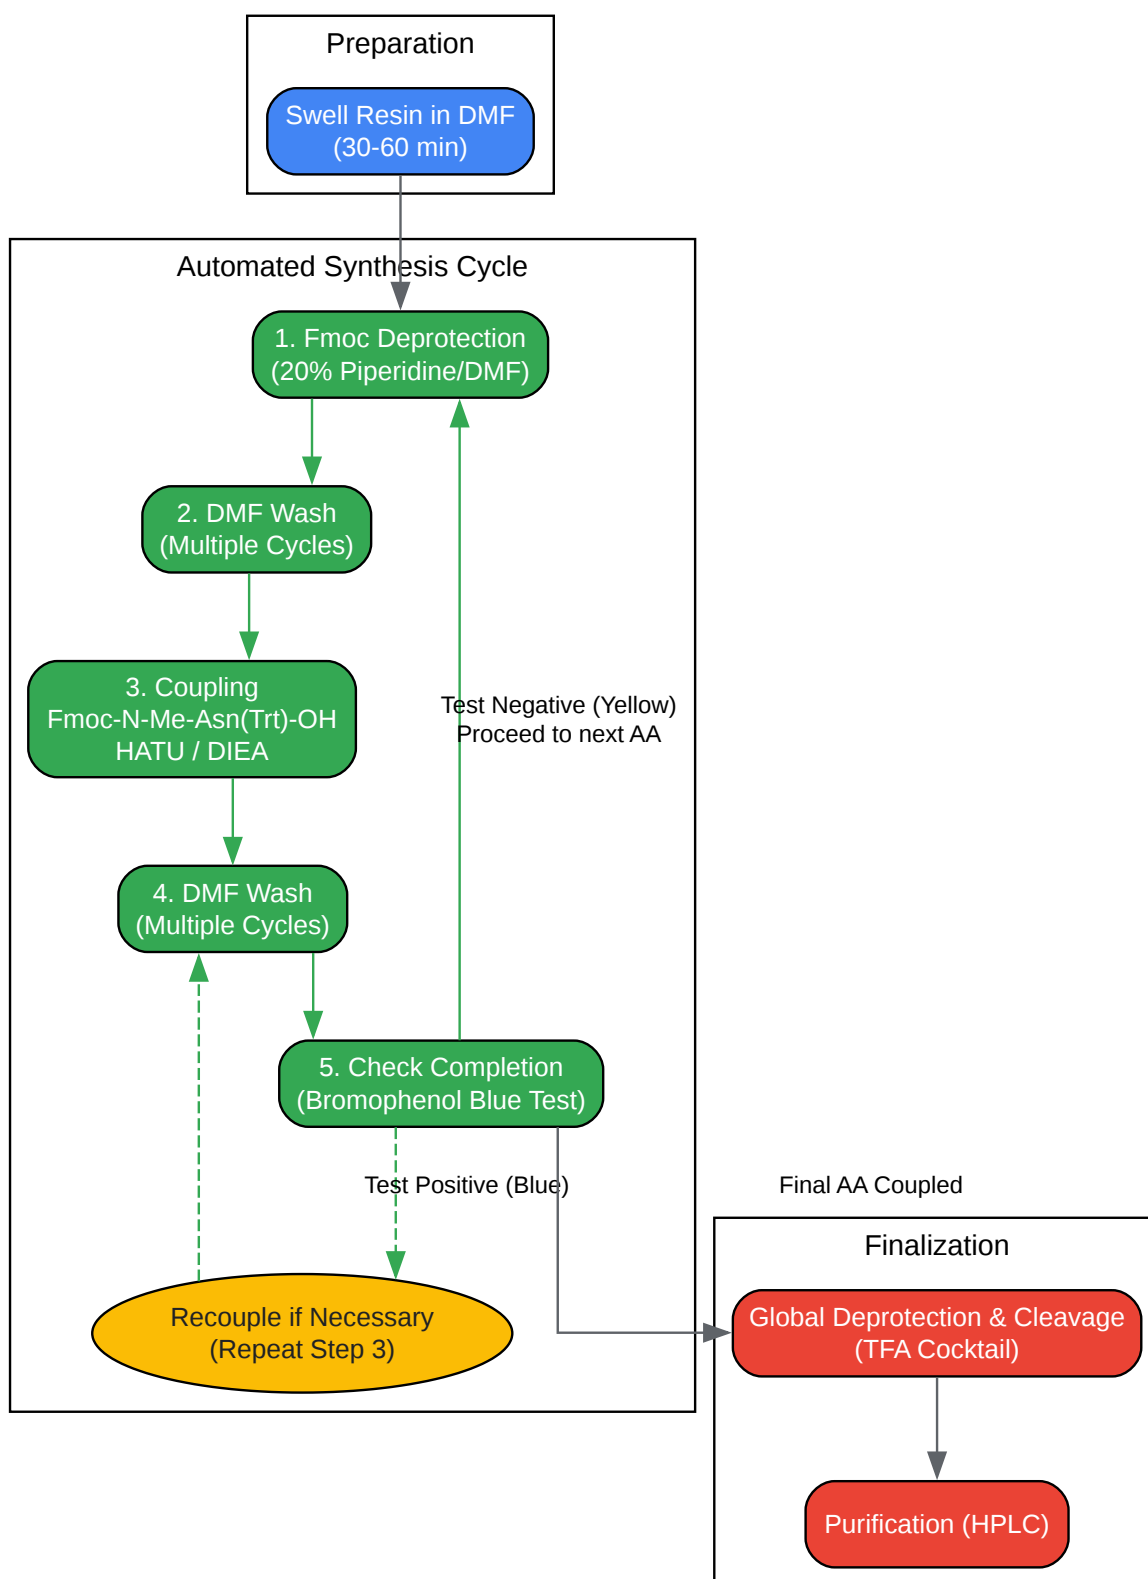 Preparation
Swell Resin in DMF
(30-60 min)
Automated Synthesis Cycle
1. Fmoc Deprotection
(20% Piperidine/DMF)
2. DMF Wash
(Multiple Cycles)
3. Coupling
Fmoc-N-Me-Asn(Trt)-OH
HATU / DIEA
Test Negative (Yellow)
Proceed to next AA
4. DMF Wash
(Multiple Cycles)
5. Check Completion
(Bromophenol Blue Test)
Test Positive (Blue)
Final AA Coupled
Recouple if Necessary
(Repeat Step 3)
Finalization
Global Deprotection & Cleavage
(TFA Cocktail)
Purification (HPLC)